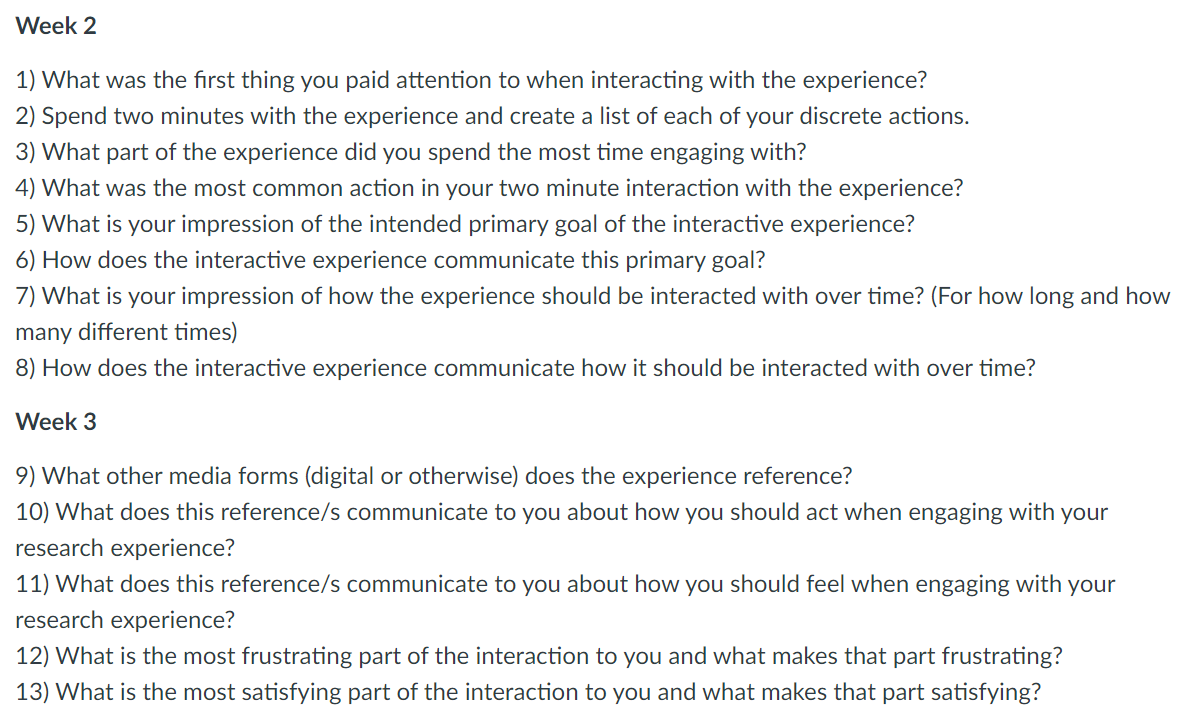 Week 2
1) What was the first thing you paid attention to when interacting with the experience?
2) Spend two minutes with the experience and create a list of each of your discrete actions.
3) What part of the experience did you spend the most time engaging with?
4) What was the most common action in your two minute interaction with the experience?
5) What is your impression of the intended primary goal of the interactive experience?
6) How does the interactive experience communicate this primary goal?
7) What is your impression of how the experience should be interacted with over time? (For how long and how
many different times)
8) How does the interactive experience communicate how it should be interacted with over time?
Week 3
9) What other media forms (digital or otherwise) does the experience reference?
10) What does this reference/s communicate to you about how you should act when engaging with your
research experience?
11) What does this reference/s communicate to you about how you should feel when engaging with your
research experience?
12) What is the most frustrating part of the interaction to you and what makes that part frustrating?
13) What is the most satisfying part of the interaction to you and what makes that part satisfying?